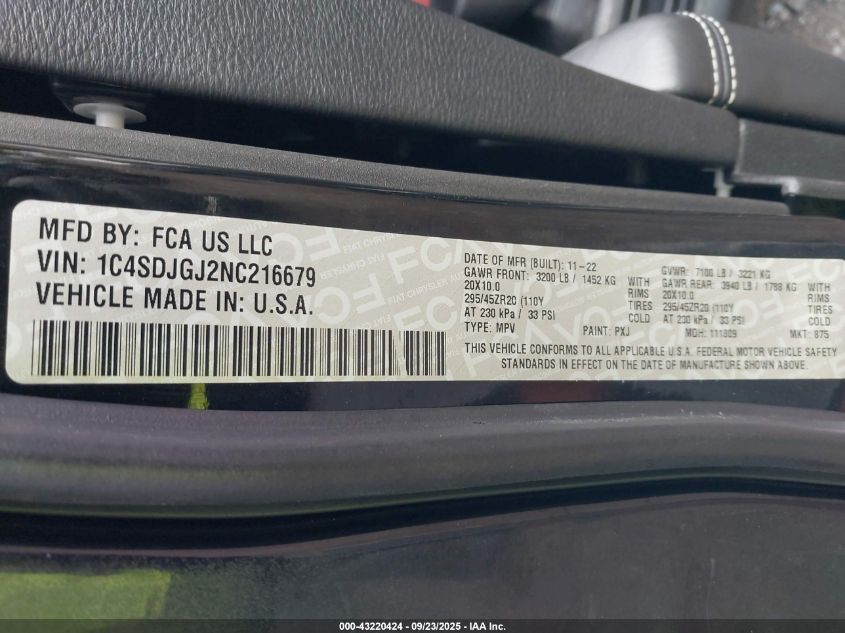 MFD BY: FCA US LLC
VIN: 1C4SDJGJ2NC216679
VEHICLE MADE IN: U.S.A.
DATE OF MFR (BUILT): 11-22
GAWR FRONT: 3200 LB / 1452 KG WITH
20X10.0 RIMS
295/45ZR20 (110Y TIRES
AT 230 kPa / 33 PSI COLD
TYPE: MPV PAINT: PXJ
GVWR: 7100 LB / 3221 KG
GAWR REAR: 3940 LB / 1788 KG WITH
20X10.0 RIMS
295/45ZR20 (110Y TIRES
AT 230 kPa / 33 PSI COLD
MDH: 111809 MKT: 875
THIS VEHICLE CONFORMS TO ALL APPLICABLE U.S.A. FEDERAL MOTOR VEHICLE SAFETY
STANDARDS IN EFFECT ON THE DATE OF MANUFACTURE SHOWN ABOVE.
000-43220424 - 09/23/2025 - IAA Inc.